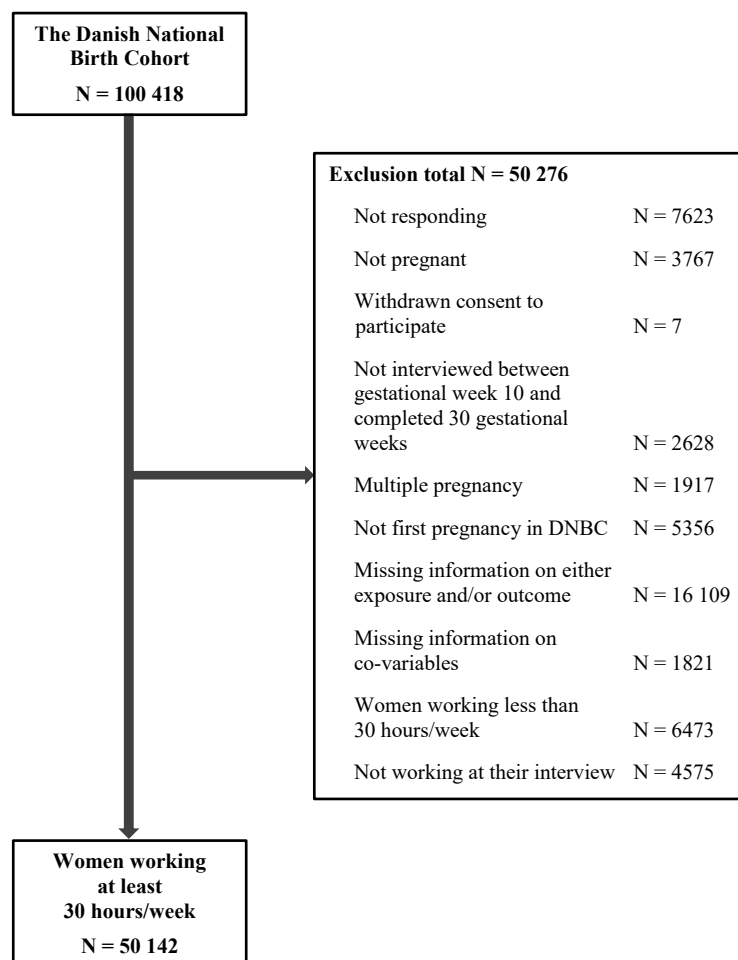 The Danish National
Birth Cohort
N = 100 418
Exclusion total N = 50 276
Not responding N = 7623
Not pregnant N = 3767
Withdrawn consent to
participate N = 7
Not interviewed between
gestational week 10 and
completed 30 gestational
weeks N = 2628
Multiple pregnancy N = 1917
Not first pregnancy in DNBC N = 5356
Missing information on either
exposure and/or outcome N = 16 109
Missing information on
co-variables N = 1821
Women working less than
30 hours/week N = 6473
Not working at their interview N = 4575
Women working
at least
30 hours/week
N = 50 142